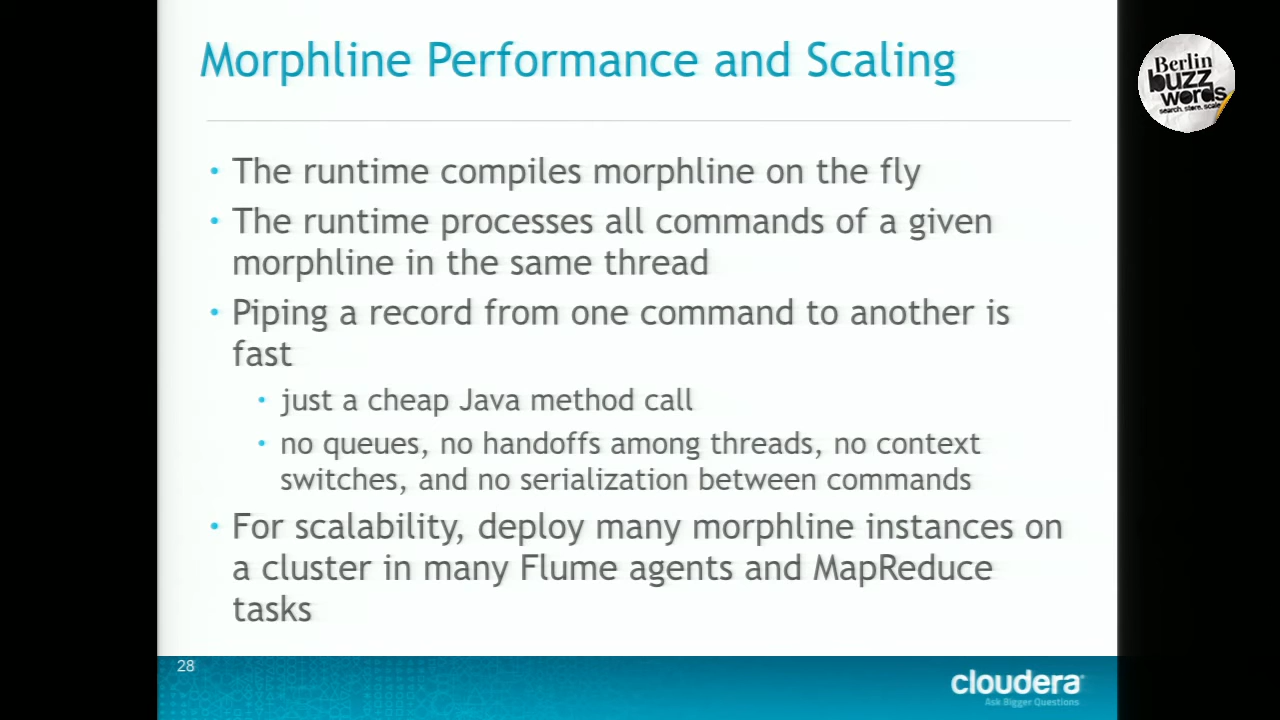 Morphline Performance and Scaling
Berlin
buzz
words
search. store. scale.
• The runtime compiles morphline on the fly
• The runtime processes all commands of a given
morphline in the same thread
• Piping a record from one command to another is
fast
• just a cheap Java method call
• no queues, no handoffs among threads, no context
switches, and no serialization between commands
• For scalability, deploy many morphline instances on
a cluster in many Flume agents and MapReduce
tasks
28
cloudera
Ask Bigger Questions